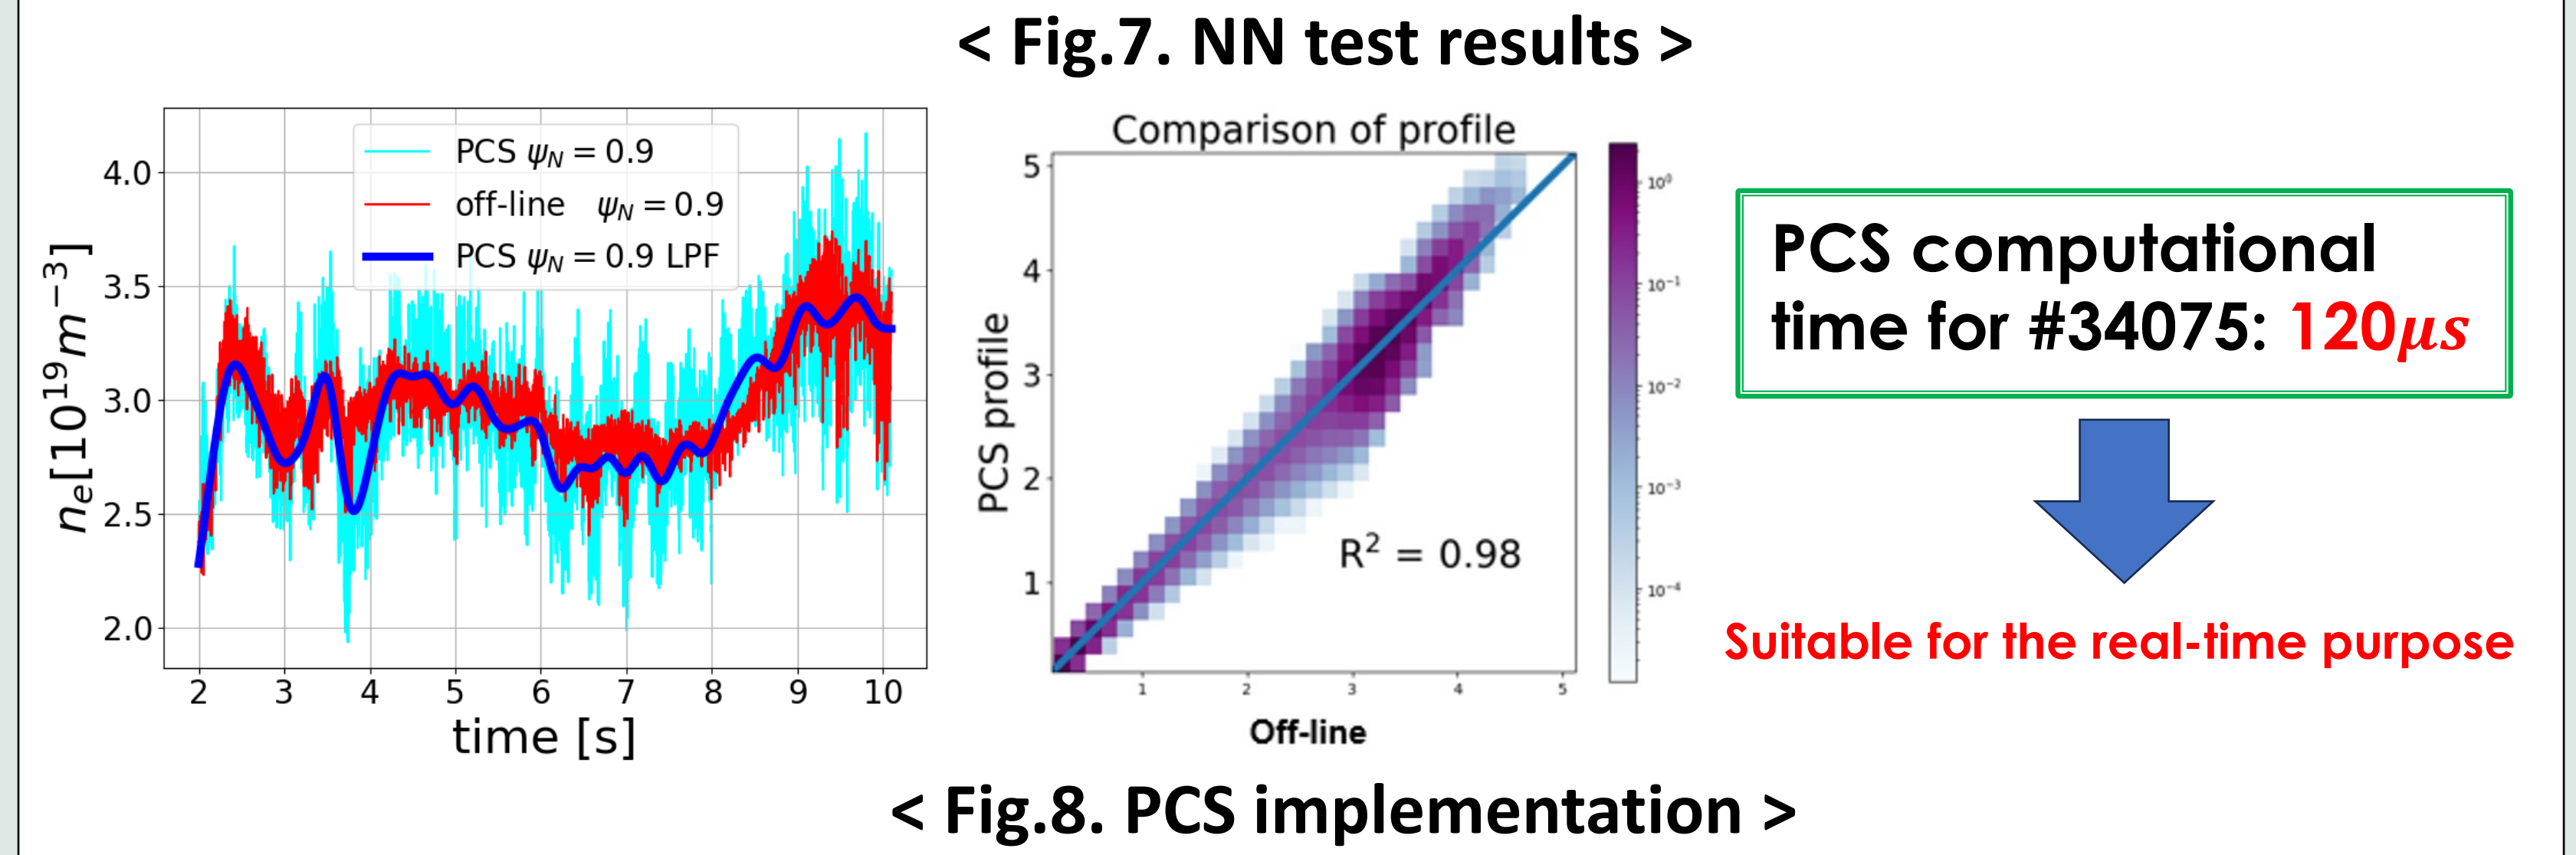 < Fig.7. NN test results >
PCS ψ_N = 0.9
off-line ψ_N = 0.9
PCS ψ_N = 0.9 LPF
n_e[10^19 m^−3]
4.0
3.5
3.0
2.5
2.0
2 3 4 5 6 7 8 9 10
time [s]
Comparison of profile
PCS profile
5
4
3
2
1
R² = 0.98
1 2 3 4 5
Off-line
10^0
10^−1
10^−2
10^−3
10^−4
PCS computational
time for #34075: 120μs
Suitable for the real-time purpose
< Fig.8. PCS implementation >